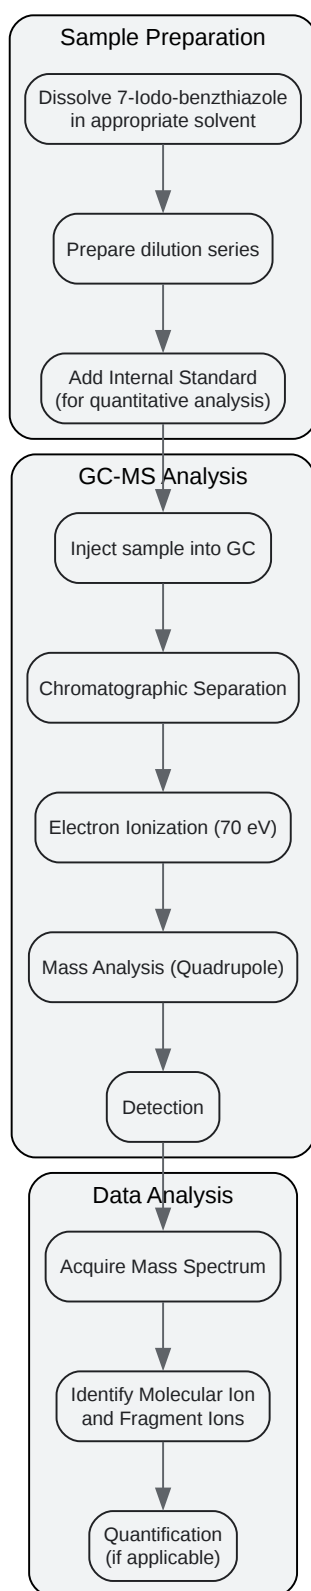 Sample Preparation
Dissolve 7-Iodo-benzthiazole
in appropriate solvent
Prepare dilution series
Add Internal Standard
(for quantitative analysis)
GC-MS Analysis
Inject sample into GC
Chromatographic Separation
Electron Ionization (70 eV)
Mass Analysis (Quadrupole)
Detection
Data Analysis
Acquire Mass Spectrum
Identify Molecular Ion
and Fragment Ions
Quantification
(if applicable)